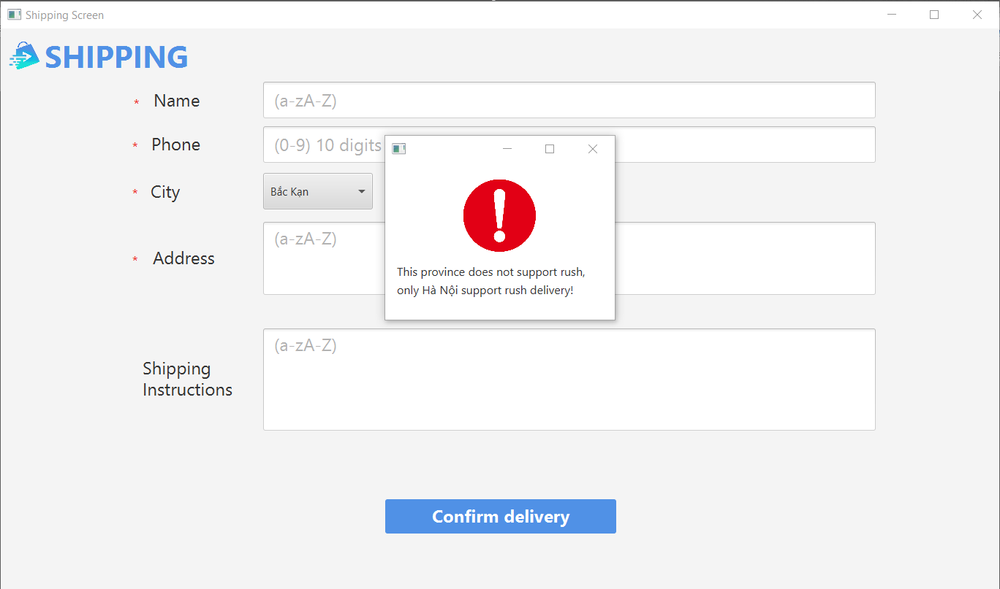 Shipping Screen
SHIPPING
* Name
(a-zA-Z)
* Phone
(0-9) 10 digits
* City
Bắc Kạn
* Address
(a-zA-Z)
This province does not support rush,
only Hà Nội support rush delivery!
Shipping
Instructions
(a-zA-Z)
Confirm delivery